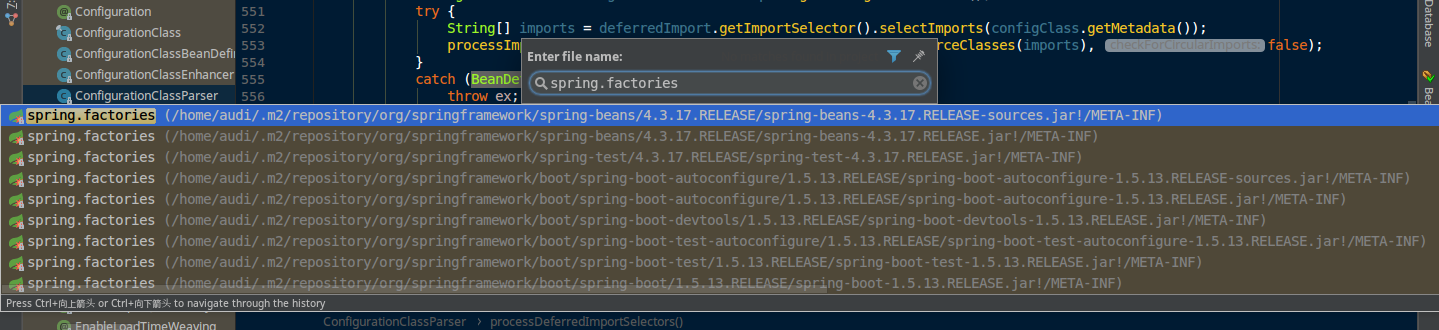 Configuration
ConfigurationClass
ConfigurationClassBeanDefi
ConfigurationClassEnhancer
ConfigurationClassParser
551 try {
552 String[] imports = deferredImport.getImportSelector().selectImports(configClass.getMetadata());
553 processImp rceClasses(imports), checkForCircularImports: false);
554 }
555 catch (BeanDe
556 throw ex;
Database
Bea
Enter file name:
spring.factories
spring.factories (/home/audi/.m2/repository/org/springframework/spring-beans/4.3.17.RELEASE/spring-beans-4.3.17.RELEASE-sources.jar!/META-INF)
spring.factories (/home/audi/.m2/repository/org/springframework/spring-beans/4.3.17.RELEASE/spring-beans-4.3.17.RELEASE.jar!/META-INF)
spring.factories (/home/audi/.m2/repository/org/springframework/spring-test/4.3.17.RELEASE/spring-test-4.3.17.RELEASE.jar!/META-INF)
spring.factories (/home/audi/.m2/repository/org/springframework/boot/spring-boot-autoconfigure/1.5.13.RELEASE/spring-boot-autoconfigure-1.5.13.RELEASE-sources.jar!/META-INF)
spring.factories (/home/audi/.m2/repository/org/springframework/boot/spring-boot-autoconfigure/1.5.13.RELEASE/spring-boot-autoconfigure-1.5.13.RELEASE.jar!/META-INF)
spring.factories (/home/audi/.m2/repository/org/springframework/boot/spring-boot-devtools/1.5.13.RELEASE/spring-boot-devtools-1.5.13.RELEASE.jar!/META-INF)
spring.factories (/home/audi/.m2/repository/org/springframework/boot/spring-boot-test-autoconfigure/1.5.13.RELEASE/spring-boot-test-autoconfigure-1.5.13.RELEASE.jar!/META-INF)
spring.factories (/home/audi/.m2/repository/org/springframework/boot/spring-boot-test/1.5.13.RELEASE/spring-boot-test-1.5.13.RELEASE.jar!/META-INF)
spring.factories (/home/audi/.m2/repository/org/springframework/boot/spring-boot/1.5.13.RELEASE/spring-boot-1.5.13.RELEASE.jar!/META-INF)
Press Ctrl+向上箭头 or Ctrl+向下箭头 to navigate through the history
EnableLoadTimeWeaving
ConfigurationClassParser › processDeferredImportSelectors()